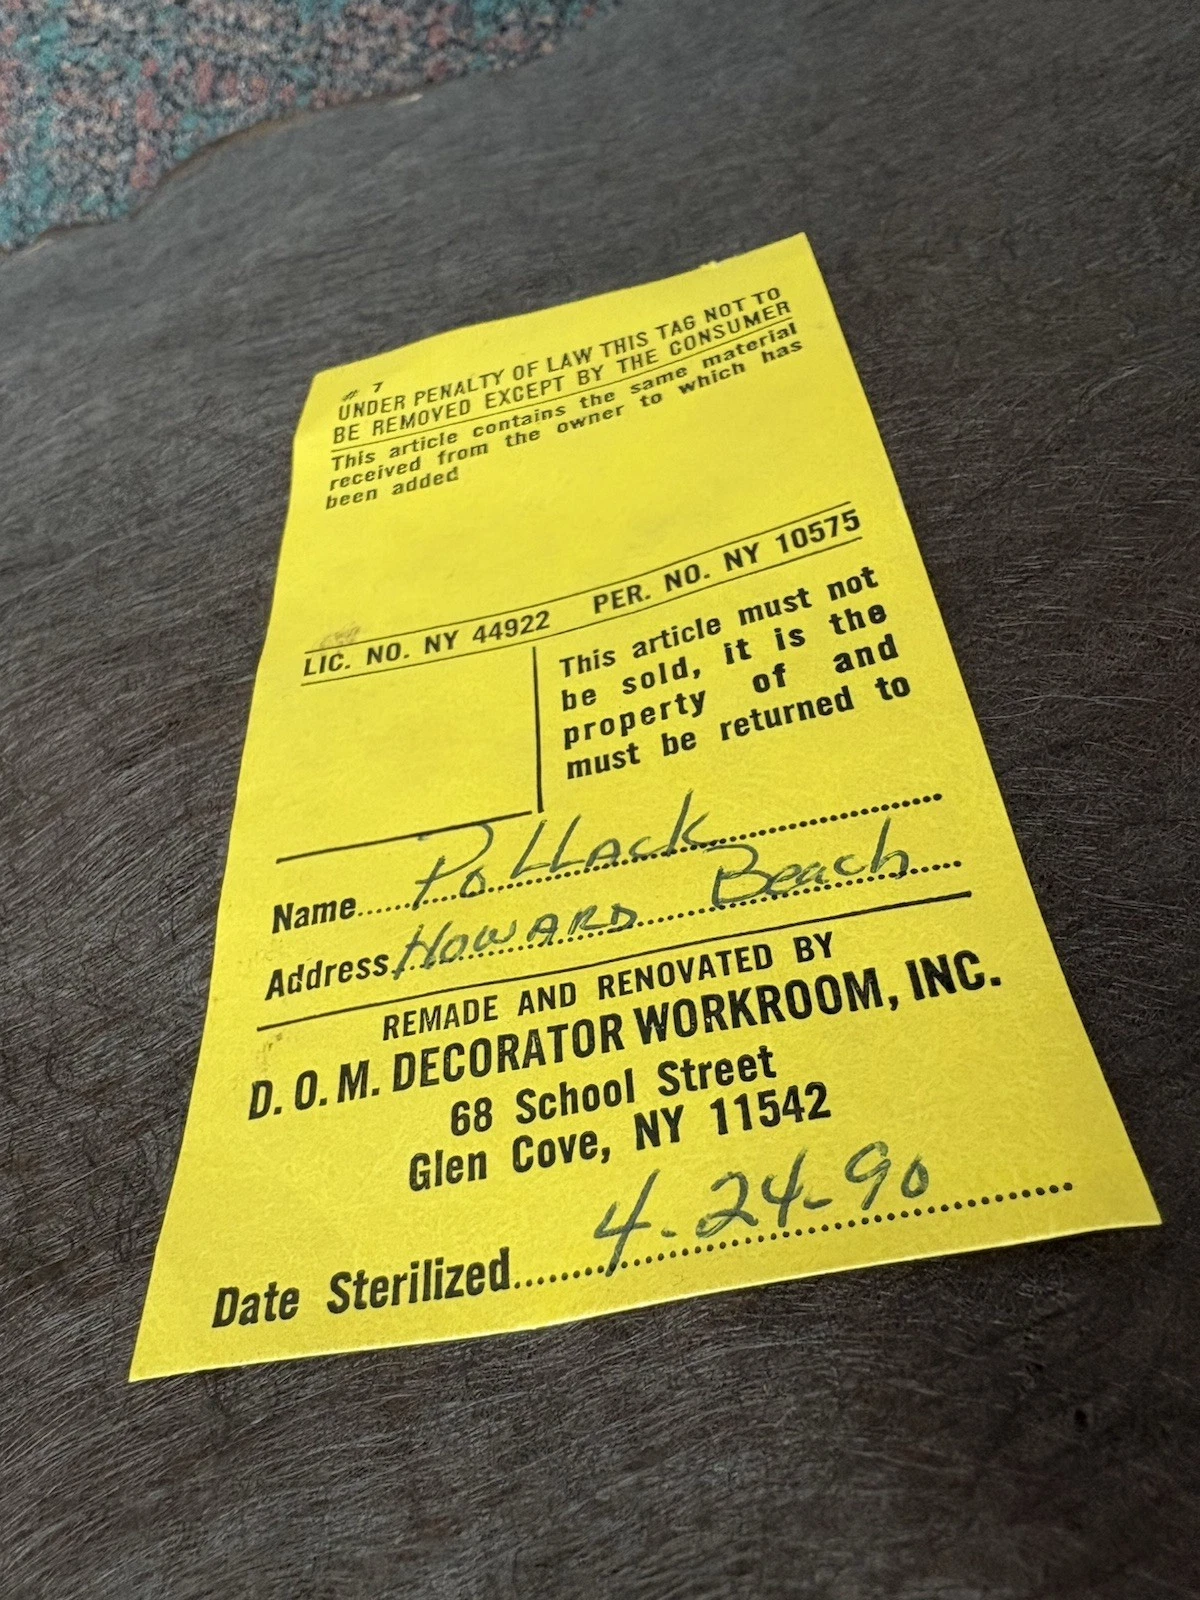 # 7
UNDER PENALTY OF LAW THIS TAG NOT TO
BE REMOVED EXCEPT BY THE CONSUMER
This article contains the same material
received from the owner to which has
been added
LIC. NO. NY 44922 PER. NO. NY 10575
This article must not
be sold, it is the
property of and
must be returned to
Name......Pollack......
Address..Howard Beach....
REMADE AND RENOVATED BY
D. O. M. DECORATOR WORKROOM, INC.
68 School Street
Glen Cove, NY 11542
Date Sterilized......4-24-90......